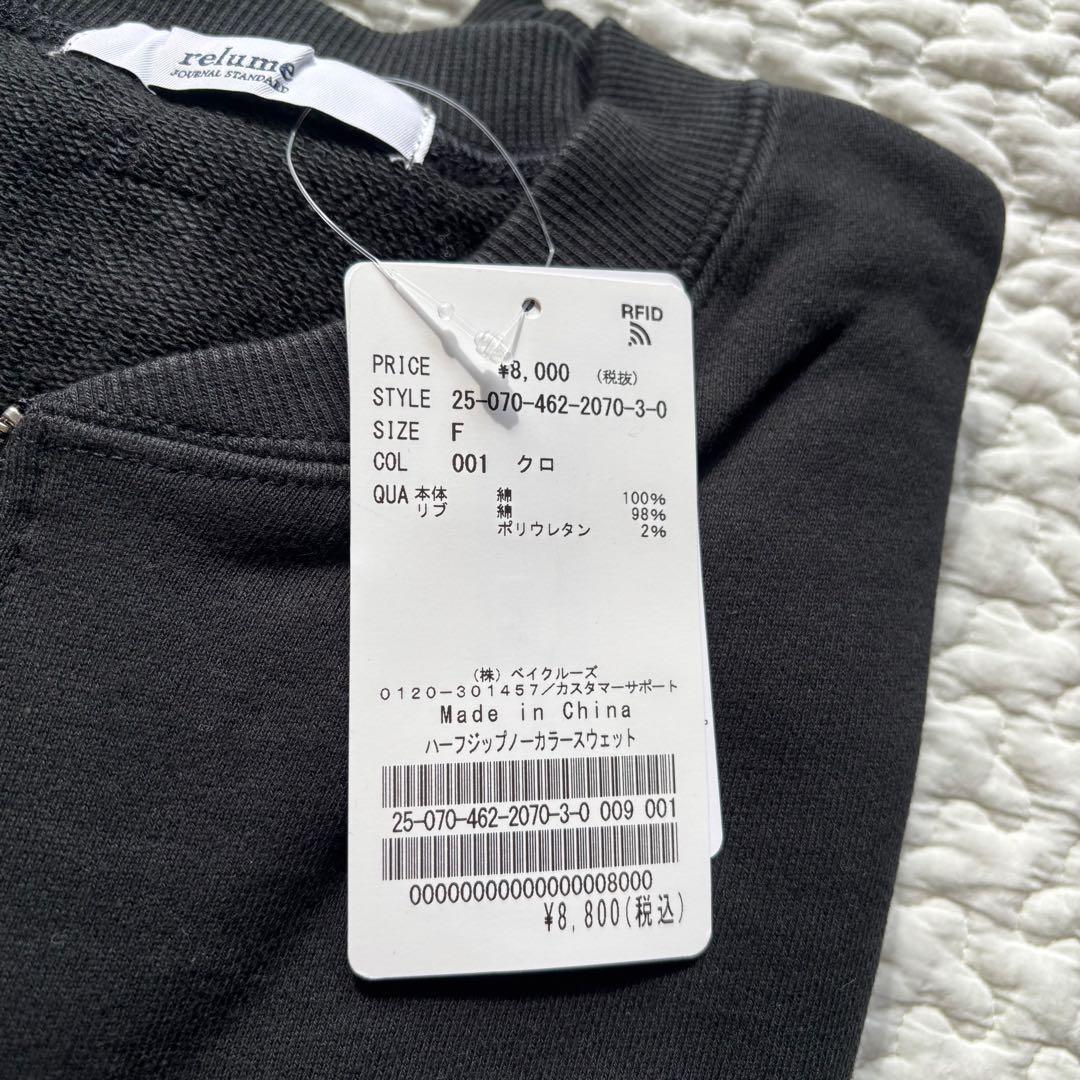 relume
JOURNAL STANDARD
RFID
PRICE ¥8,000 (税抜)
STYLE 25-070-462-2070-3-0
SIZE F
COL 001 クロ
QUA 本体 綿 100%
リブ 綿 98%
ポリウレタン 2%
(株) ベイクルーズ
0120-301457/カスタマーサポート
Made in China
ハーフジップノーカラースウェット
25-070-462-2070-3-0 009 001
00000000000000008000
¥8,800(税込)